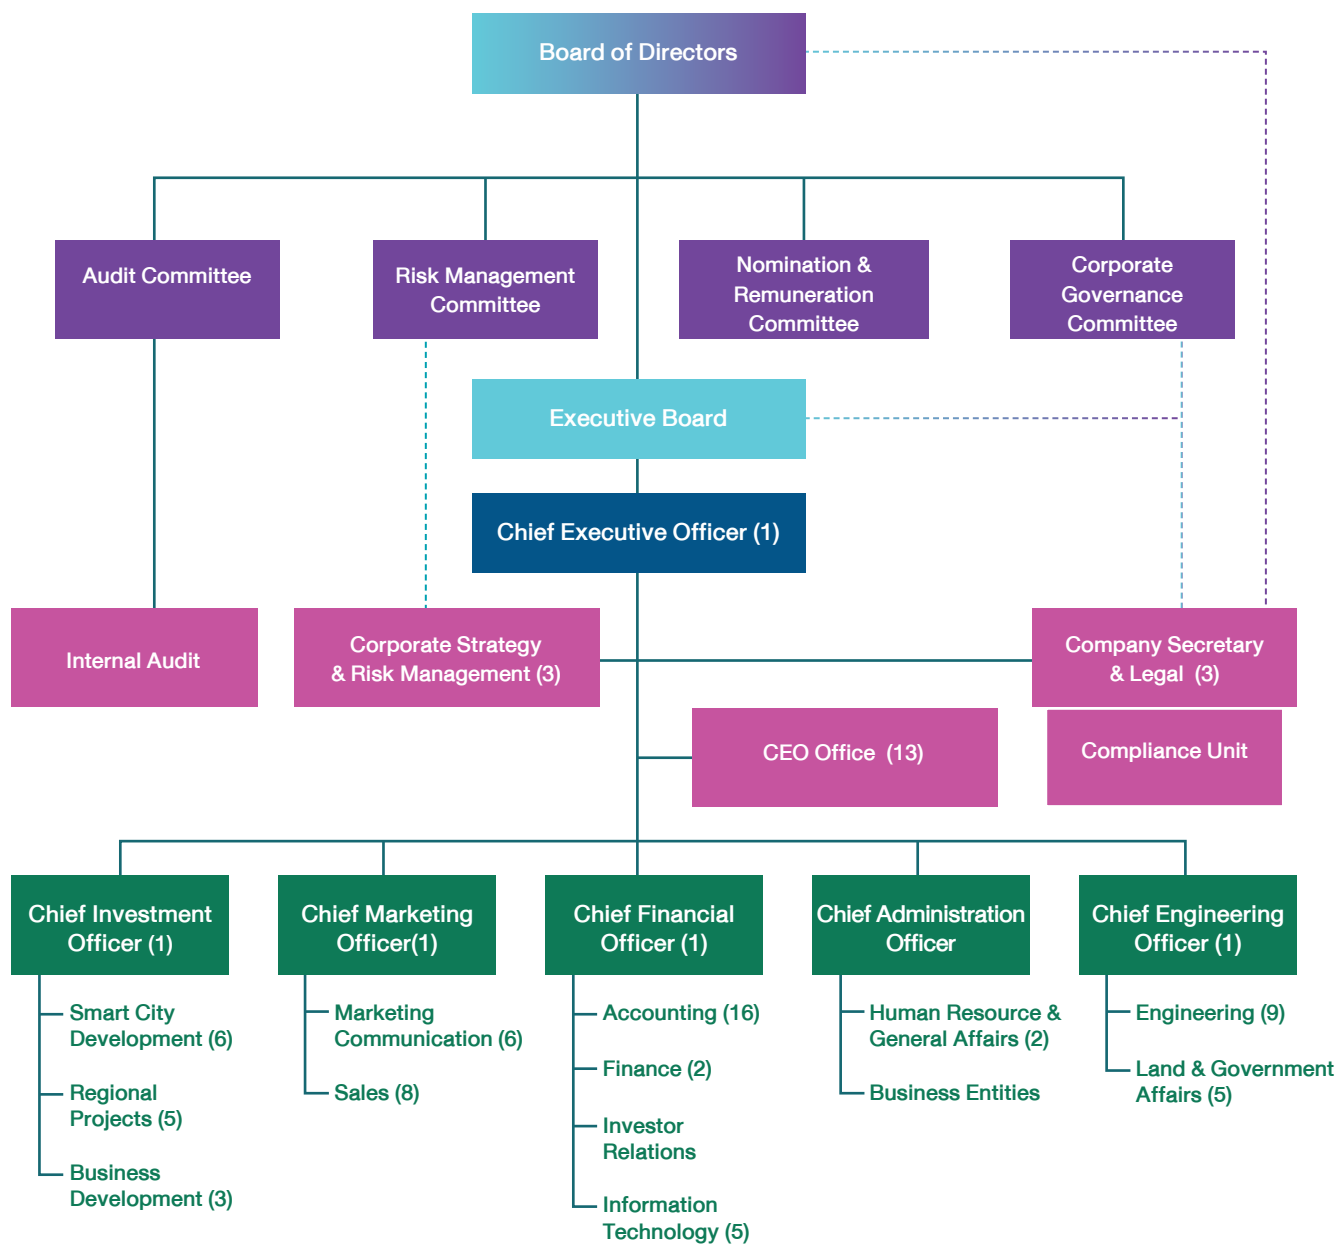 Board of Directors
Audit Committee
Risk Management
Committee
Nomination &
Remuneration
Committee
Corporate
Governance
Committee
Executive Board
Chief Executive Officer (1)
Internal Audit
Corporate Strategy
& Risk Management (3)
Company Secretary
& Legal (3)
CEO Office (13)
Compliance Unit
Chief Investment
Officer (1)
Chief Marketing
Officer(1)
Chief Financial
Officer (1)
Chief Administration
Officer
Chief Engineering
Officer (1)
Smart City
Development (6)
Regional
Projects (5)
Business
Development (3)
Marketing
Communication (6)
Sales (8)
Accounting (16)
Finance (2)
Investor
Relations
Information
Technology (5)
Human Resource &
General Affairs (2)
Business Entities
Engineering (9)
Land & Government
Affairs (5)